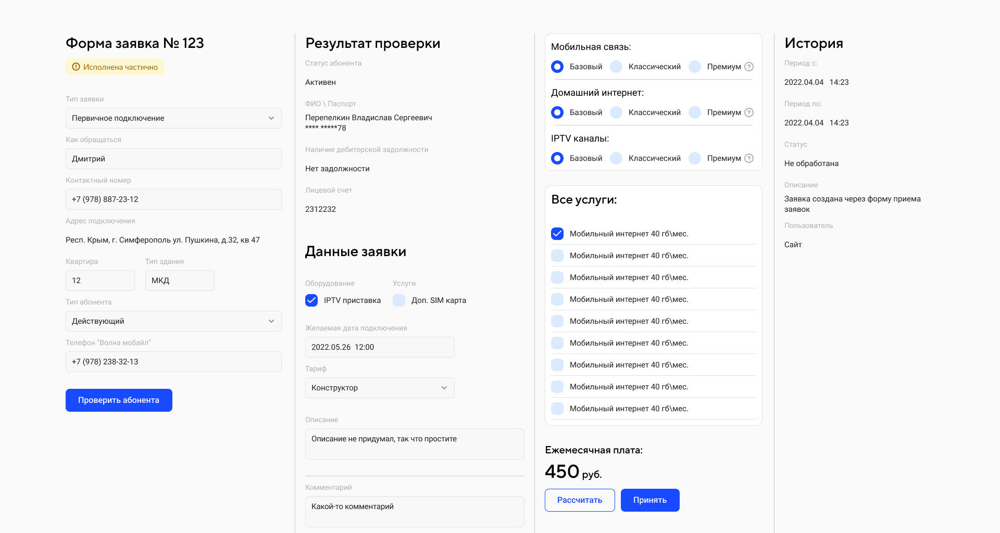 Форма заявка № 123
Исполнена частично
Тип заявки
Первичное подключение
Как обращаться
Дмитрий
Контактный номер
+7 (978) 887-23-12
Адрес подключения
Респ. Крым, г. Симферополь ул. Пушкина, д.32, кв 47
Квартира
Тип здания
12
МКД
Тип абонента
Действующий
Телефон “Волна мобайл”
+7 (978) 238-32-13
Проверить абонента
Результат проверки
Статус абонента
Активен
ФИО \ Паспорт
Перепелкин Владислав Сергеевич
**** *****78
Наличие дебиторской задолжности
Нет задолжности
Лицевой счет
2312232
Данные заявки
Оборудование
Услуги
IPTV приставка
Доп. SIM карта
Желаемая дата подключения
2022.05.26 12:00
Тариф
Конструктор
Описание
Описание не придумал, так что простите
Комментарий
Какой-то комментарий
Мобильная связь:
Базовый Классический Премиум ?
Домашний интернет:
Базовый Классический Премиум ?
IPTV каналы:
Базовый Классический Премиум ?
Все услуги:
Мобильный интернет 40 гб\мес.
Мобильный интернет 40 гб\мес.
Мобильный интернет 40 гб\мес.
Мобильный интернет 40 гб\мес.
Мобильный интернет 40 гб\мес.
Мобильный интернет 40 гб\мес.
Мобильный интернет 40 гб\мес.
Мобильный интернет 40 гб\мес.
Мобильный интернет 40 гб\мес.
Ежемесячная плата:
450 руб.
Рассчитать
Принять
История
Период с:
2022.04.04 14:23
Период по:
2022.04.04 14:23
Статус
Не обработана
Описание
Заявка создана через форму приема
заявок
Пользователь
Сайт